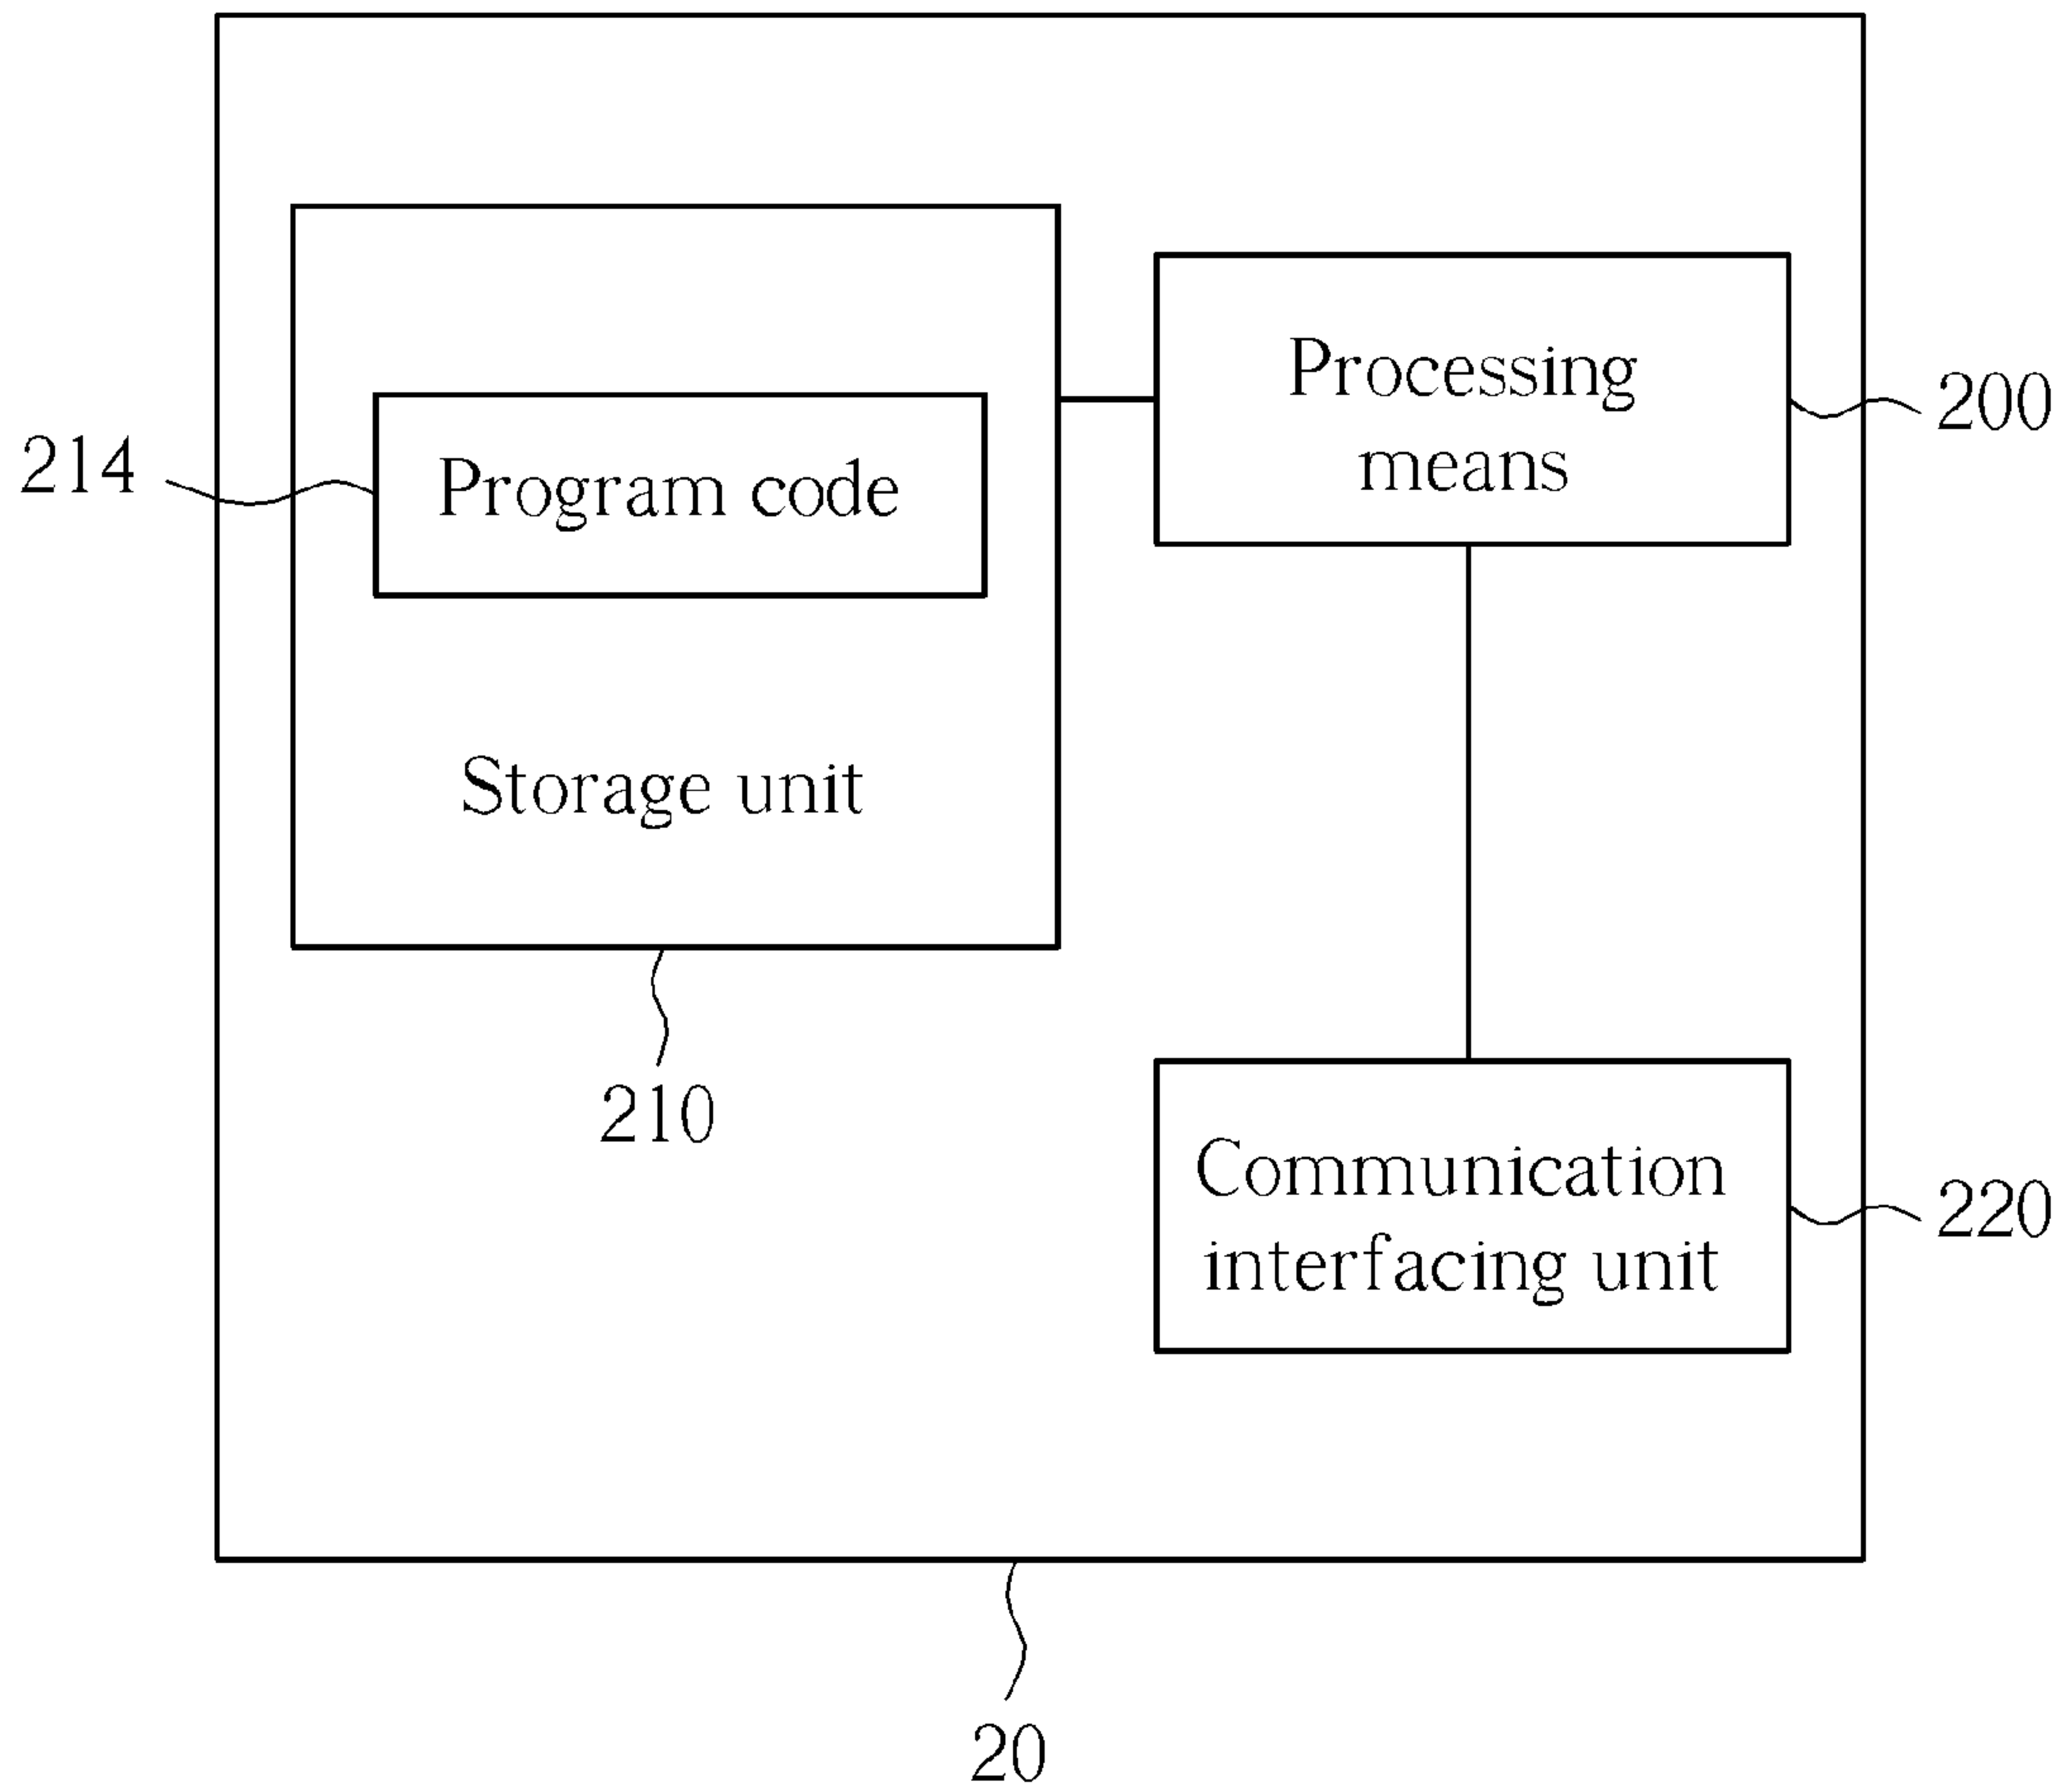 Processing
means
200
214
Program code
Storage unit
210
Communication
interfacing unit
220
20